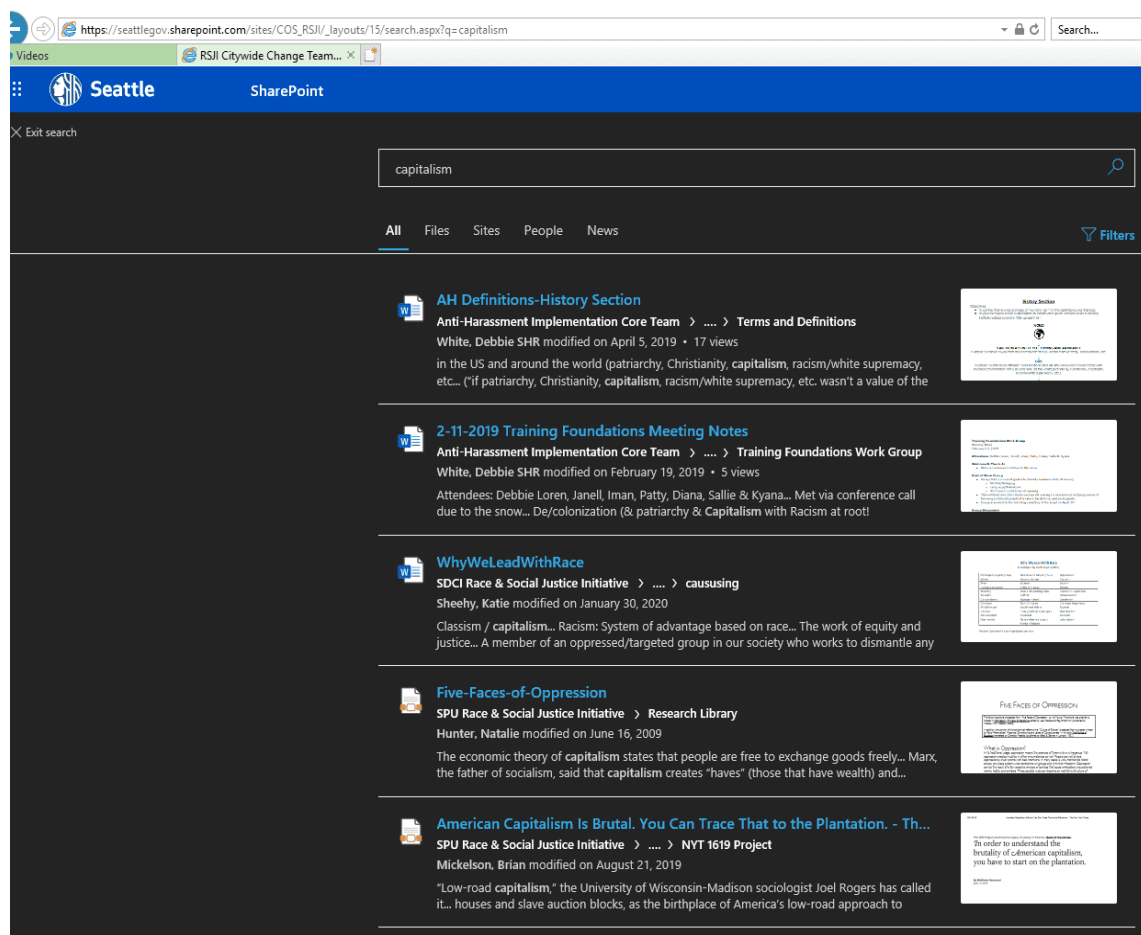 https://seattlegov.sharepoint.com/sites/COS_RSJI/_layouts/15/search.aspx?q=capitalism
Search...
Videos
RSJI Citywide Change Team...
Seattle
SharePoint
Exit search
capitalism
All Files Sites People News
Filters
AH Definitions-History Section
Anti-Harassment Implementation Core Team > .... > Terms and Definitions
White, Debbie SHR modified on April 5, 2019 • 17 views
in the US and around the world (patriarchy, Christianity, capitalism, racism/white supremacy,
etc... ("if patriarchy, Christianity, capitalism, racism/white supremacy, etc. wasn't a value of the
History Section
2-11-2019 Training Foundations Meeting Notes
Anti-Harassment Implementation Core Team > .... > Training Foundations Work Group
White, Debbie SHR modified on February 19, 2019 • 5 views
Attendees: Debbie Loren, Janell, Iman, Patty, Diana, Sallie & Kyana... Met via conference call
due to the snow... De/colonization (& patriarchy & Capitalism with Racism at root!
WhyWeLeadWithRace
SDCI Race & Social Justice Initiative > .... > caususing
Sheehy, Katie modified on January 30, 2020
Classism / capitalism... Racism: System of advantage based on race... The work of equity and
justice... A member of an oppressed/targeted group in our society who works to dismantle any
Five-Faces-of-Oppression
SPU Race & Social Justice Initiative > Research Library
Hunter, Natalie modified on June 16, 2009
The economic theory of capitalism states that people are free to exchange goods freely... Marx,
the father of socialism, said that capitalism creates "haves" (those that have wealth) and...
FIVE FACES OF OPPRESSION
What is Oppression?
American Capitalism Is Brutal. You Can Trace That to the Plantation. - Th...
SPU Race & Social Justice Initiative > .... > NYT 1619 Project
Mickelson, Brian modified on August 21, 2019
"Low-road capitalism," the University of Wisconsin-Madison sociologist Joel Rogers has called
it... houses and slave auction blocks, as the birthplace of America's low-road approach to
In order to understand the
brutality of American capitalism,
you have to start on the plantation.